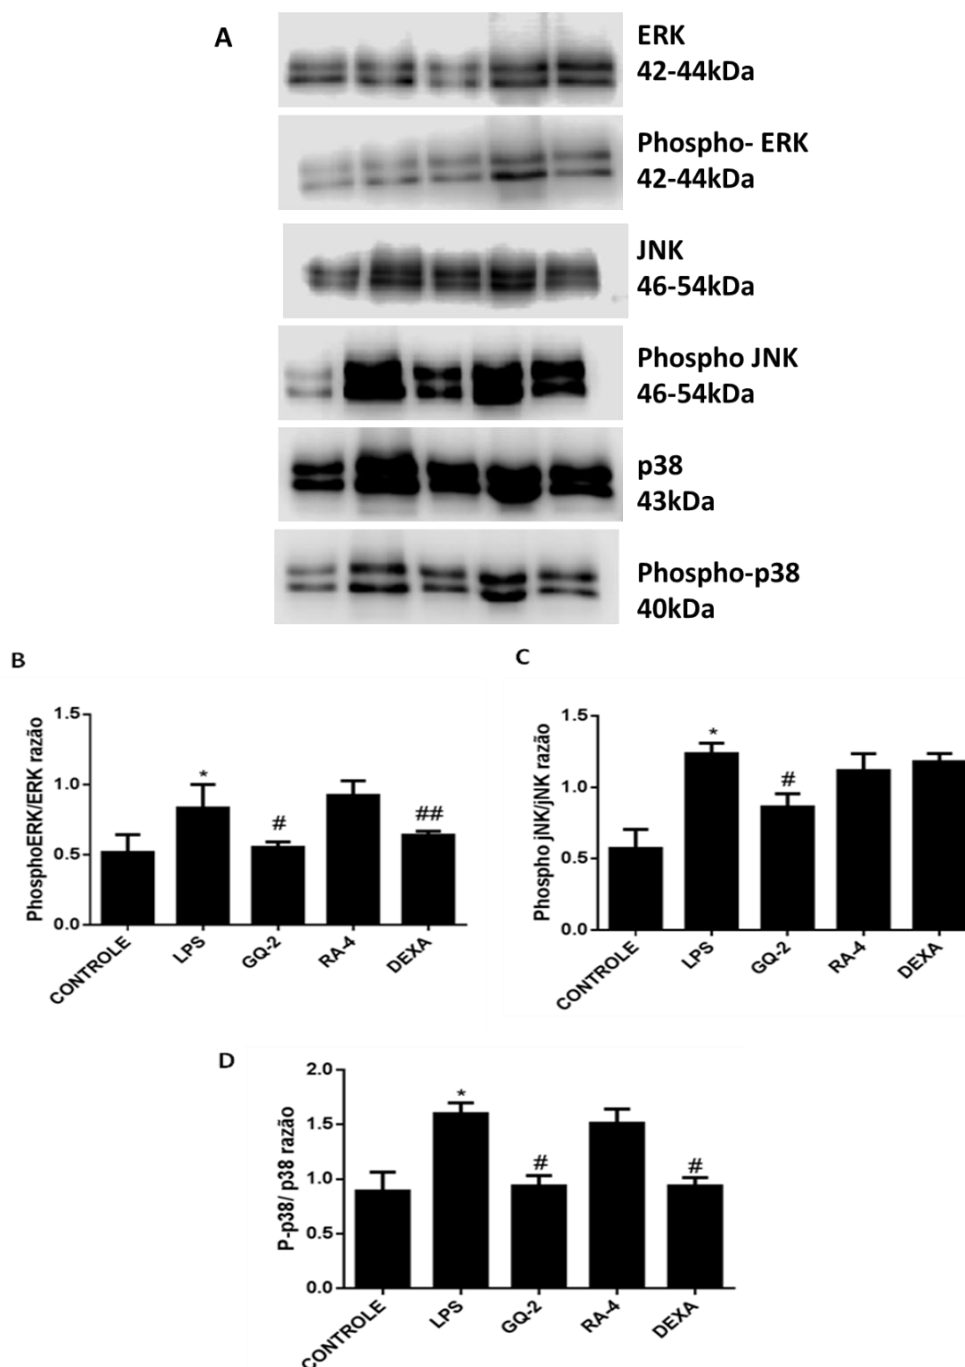 A
ERK
42-44kDa
Phospho- ERK
42-44kDa
JNK
46-54kDa
Phospho JNK
46-54kDa
p38
43kDa
Phospho-p38
40kDa
B
PhosphoERK/ERK razão
1.5
1.0
0.5
0.0
*
#
##
CONTROLE
LPS
GQ-2
RA-4
DEXA
C
Phospho jNK/jNK razão
1.5
1.0
0.5
0.0
*
#
CONTROLE
LPS
GQ-2
RA-4
DEXA
D
P-p38/ p38 razão
2.0
1.5
1.0
0.5
0.0
*
#
#
CONTROLE
LPS
GQ-2
RA-4
DEXA